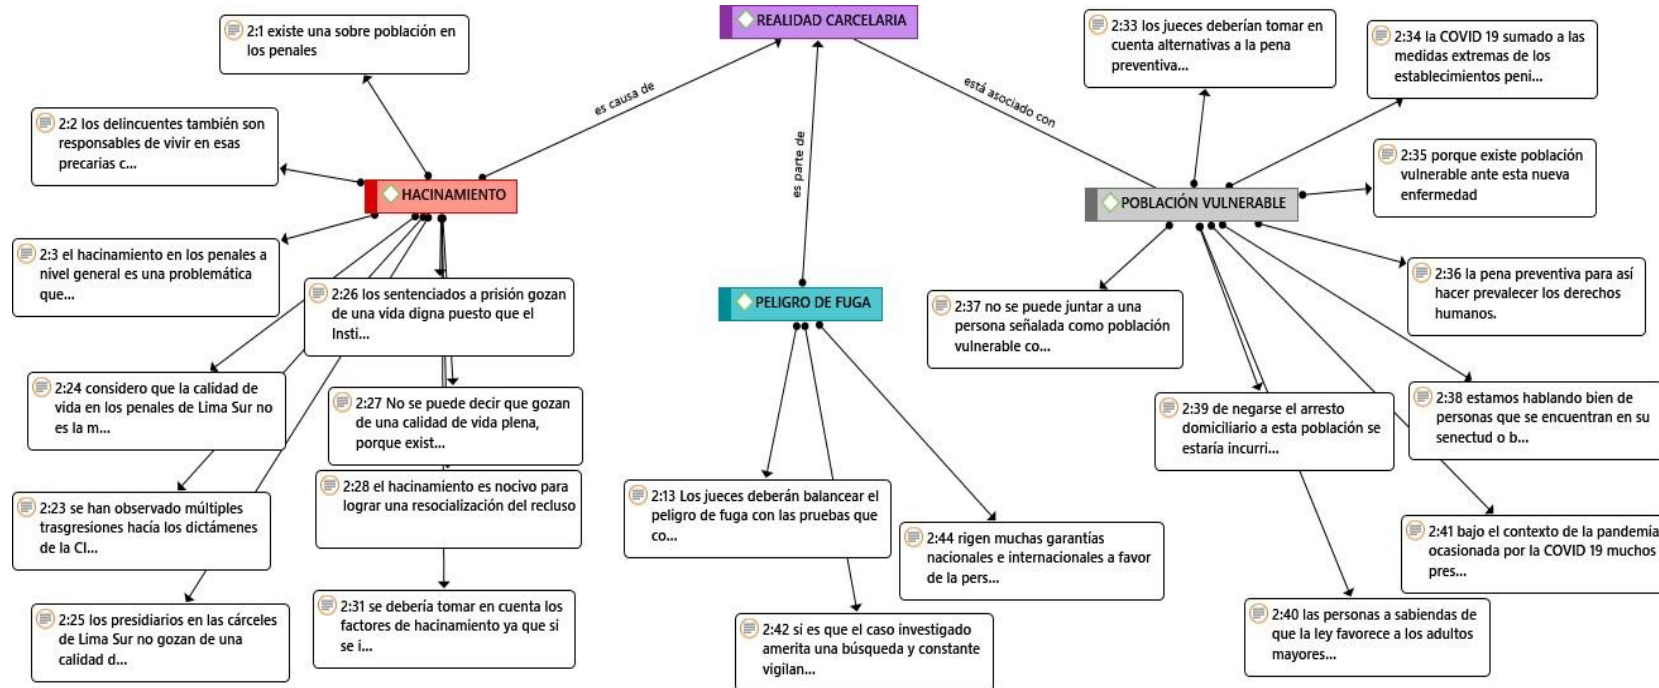 REALIDAD CARCELARIA
2:1 existe una sobre población en
los penales
2:33 los jueces deberían tomar en
cuenta alternativas a la pena
preventiva...
2:34 la COVID 19 sumado a las
medidas extremas de los
establecimientos peni...
es causa de
es parte de
está asociado con
2:2 los delincuentes también son
responsables de vivir en esas
precarias c...
2:35 porque existe población
vulnerable ante esta nueva
enfermedad
HACINAMIENTO
POBLACIÓN VULNERABLE
2:3 el hacinamiento en los penales a
nivel general es una problemática
que...
2:26 los sentenciados a prisión gozan
de una vida digna puesto que el
Insti...
PELIGRO DE FUGA
2:37 no se puede juntar a una
persona señalada como población
vulnerable co...
2:36 la pena preventiva para así
hacer prevalecer los derechos
humanos.
2:24 considero que la calidad de
vida en los penales de Lima Sur no
es la m...
2:27 No se puede decir que gozan
de una calidad de vida plena,
porque exist...
2:39 de negarse el arresto
domiciliario a esta población se
estaría incurri...
2:38 estamos hablando bien de
personas que se encuentran en su
senectud o b...
2:23 se han observado múltiples
trasgresiones hacía los dictámenes
de la CI...
2:28 el hacinamiento es nocivo para
lograr una resocialización del recluso
2:13 Los jueces deberán balancear el
peligro de fuga con las pruebas que
co...
2:44 rigen muchas garantías
nacionales e internacionales a favor
de la pers...
2:41 bajo el contexto de la pandemia
ocasionada por la COVID 19 muchos
pres...
2:25 los presidiarios en las cárceles
de Lima Sur no gozan de una
calidad d...
2:31 se debería tomar en cuenta los
factores de hacinamiento ya que si
se i...
2:42 si es que el caso investigado
amerita una búsqueda y constante
vigilan...
2:40 las personas a sabiendas de
que la ley favorece a los adultos
mayores...